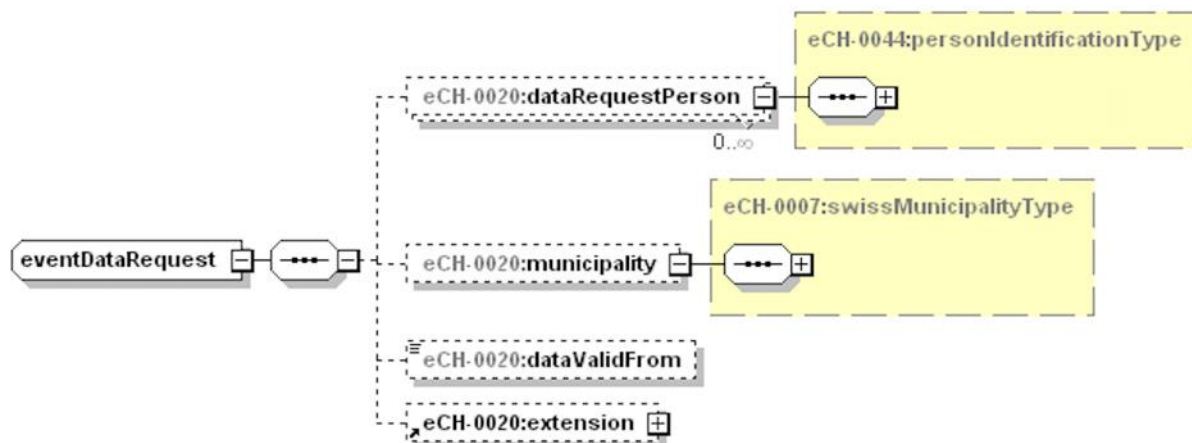 eCH-0044:personIdentificationType
eCH-0020:dataRequestPerson
0..∞
eCH-0007:swissMunicipalityType
eventDataRequest
eCH-0020:municipality
eCH-0020:dataValidFrom
eCH-0020:extension